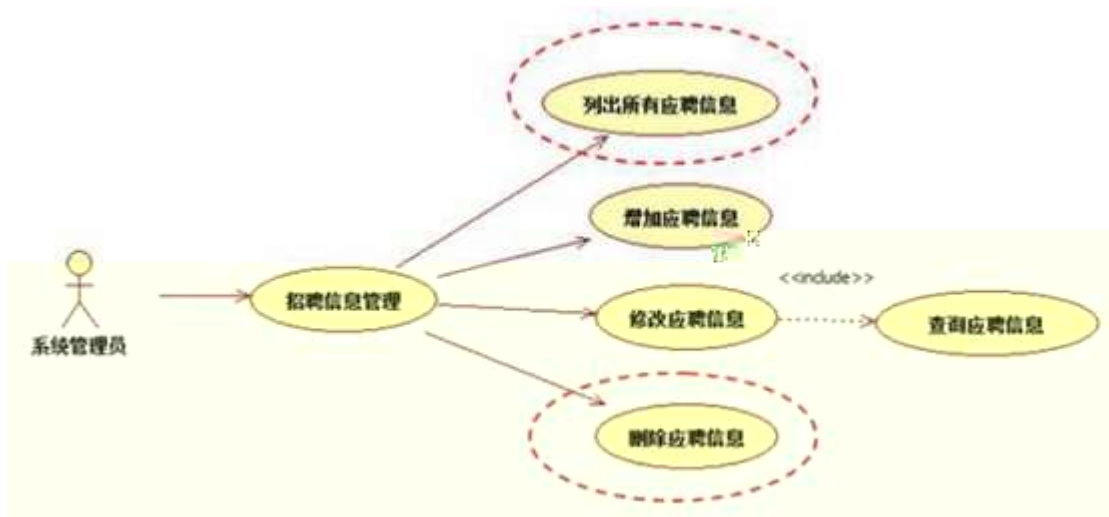 列出所有应聘信息
增加应聘信息
<<include>>
招聘信息管理
修改应聘信息
查询应聘信息
系统管理员
删除应聘信息